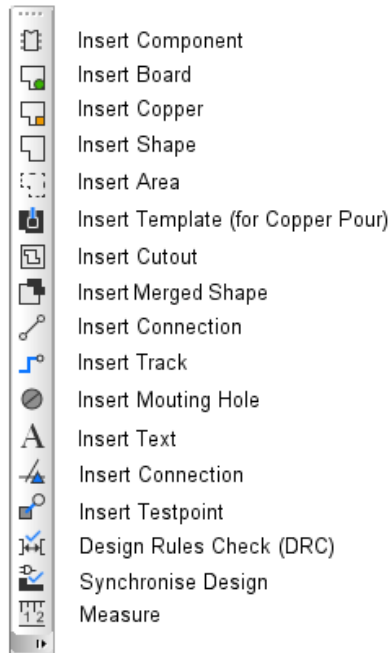 Insert Component
Insert Board
Insert Copper
Insert Shape
Insert Area
Insert Template (for Copper Pour)
Insert Cutout
Insert Merged Shape
Insert Connection
Insert Track
Insert Mouting Hole
A Insert Text
Insert Connection
Insert Testpoint
Design Rules Check (DRC)
Synchronise Design
1 2 Measure